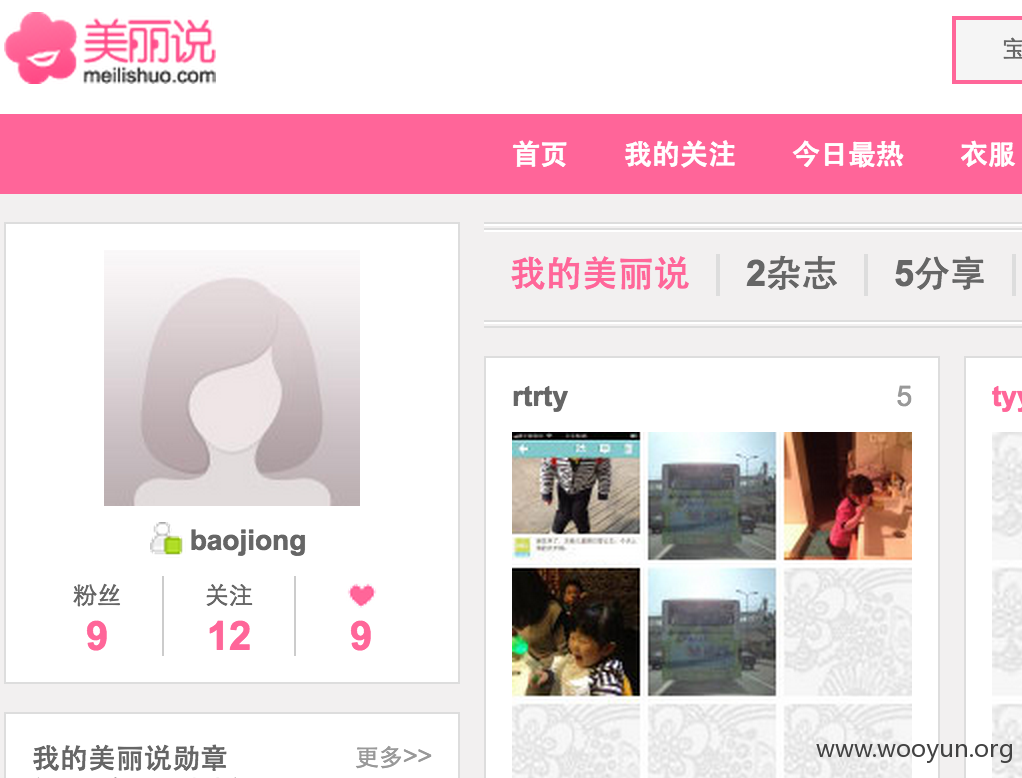 美丽说
meilishuo.com
宝
首页 我的关注 今日最热 衣服
我的美丽说 2杂志 5分享
baojiong
粉丝 关注
9 12 9
我的美丽说勋章 更多>>
rtrty 5
tyy
www.wooyun.org